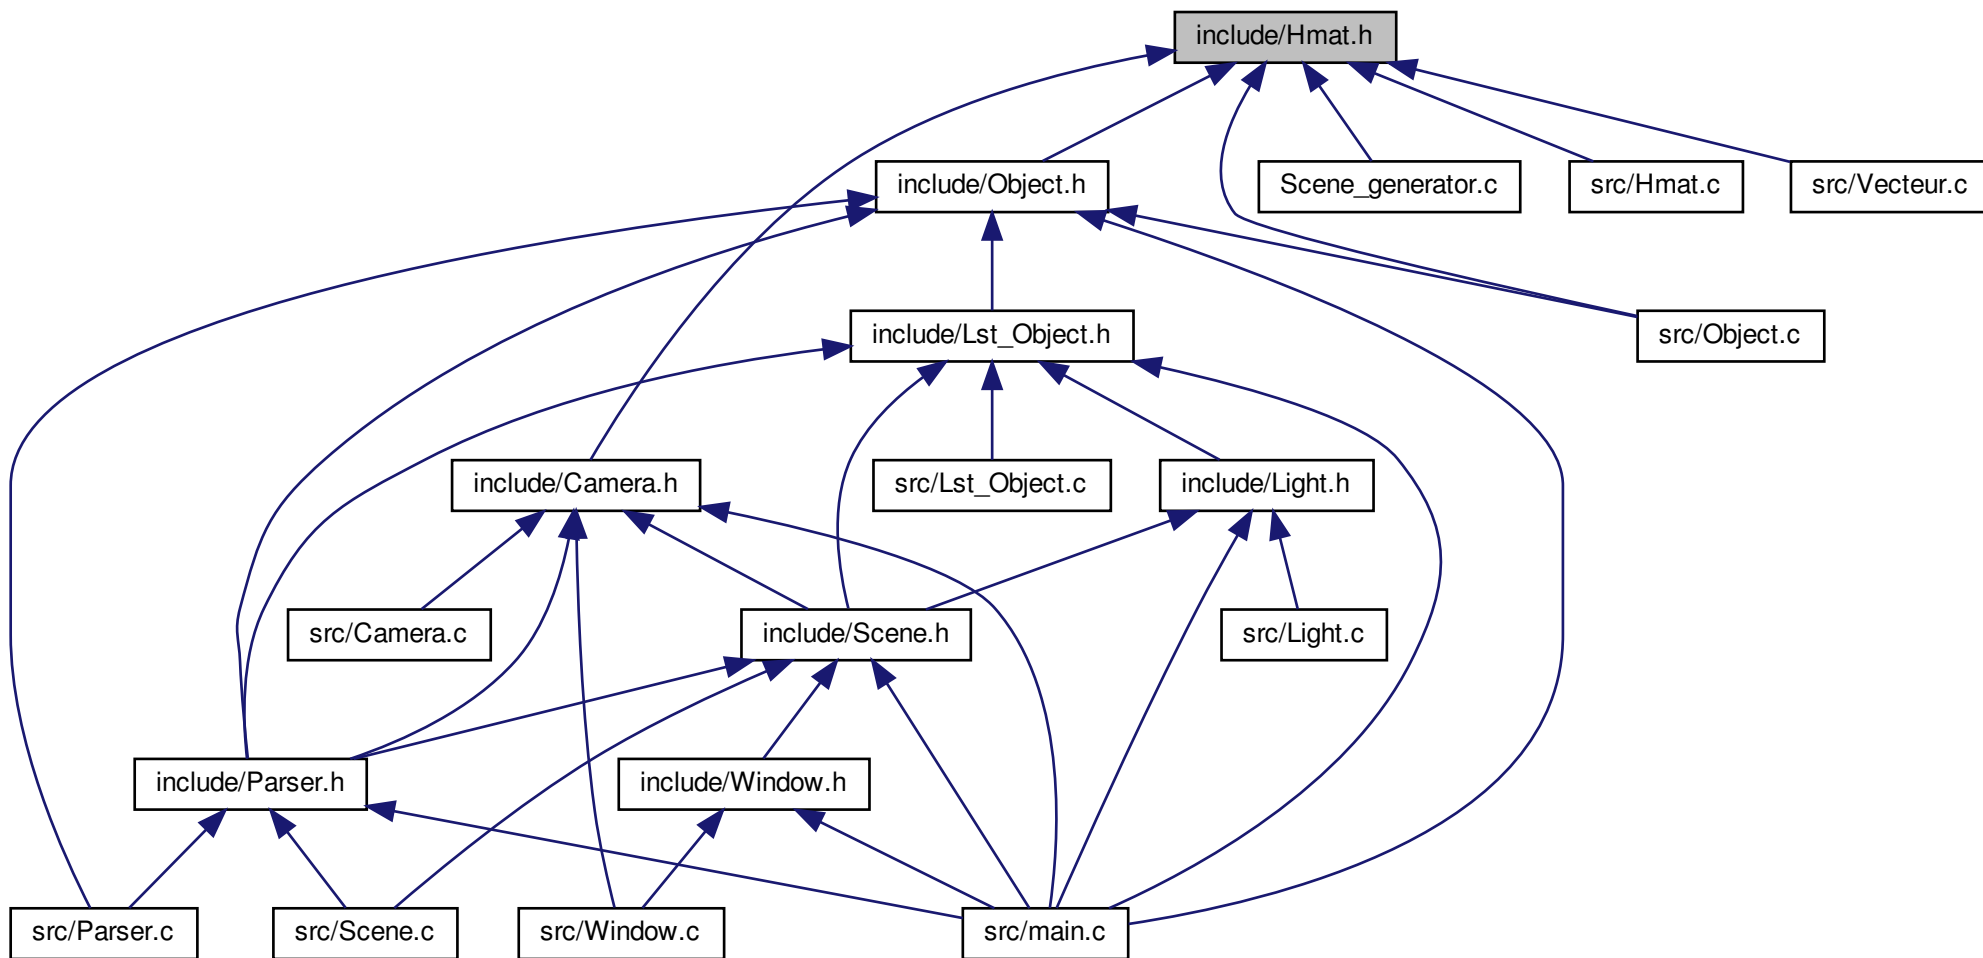 include/Hmat.h
include/Object.h
Scene_generator.c
src/Hmat.c
src/Vecteur.c
include/Lst_Object.h
src/Object.c
include/Camera.h
src/Lst_Object.c
include/Light.h
src/Camera.c
include/Scene.h
src/Light.c
include/Parser.h
include/Window.h
src/Parser.c
src/Scene.c
src/Window.c
src/main.c